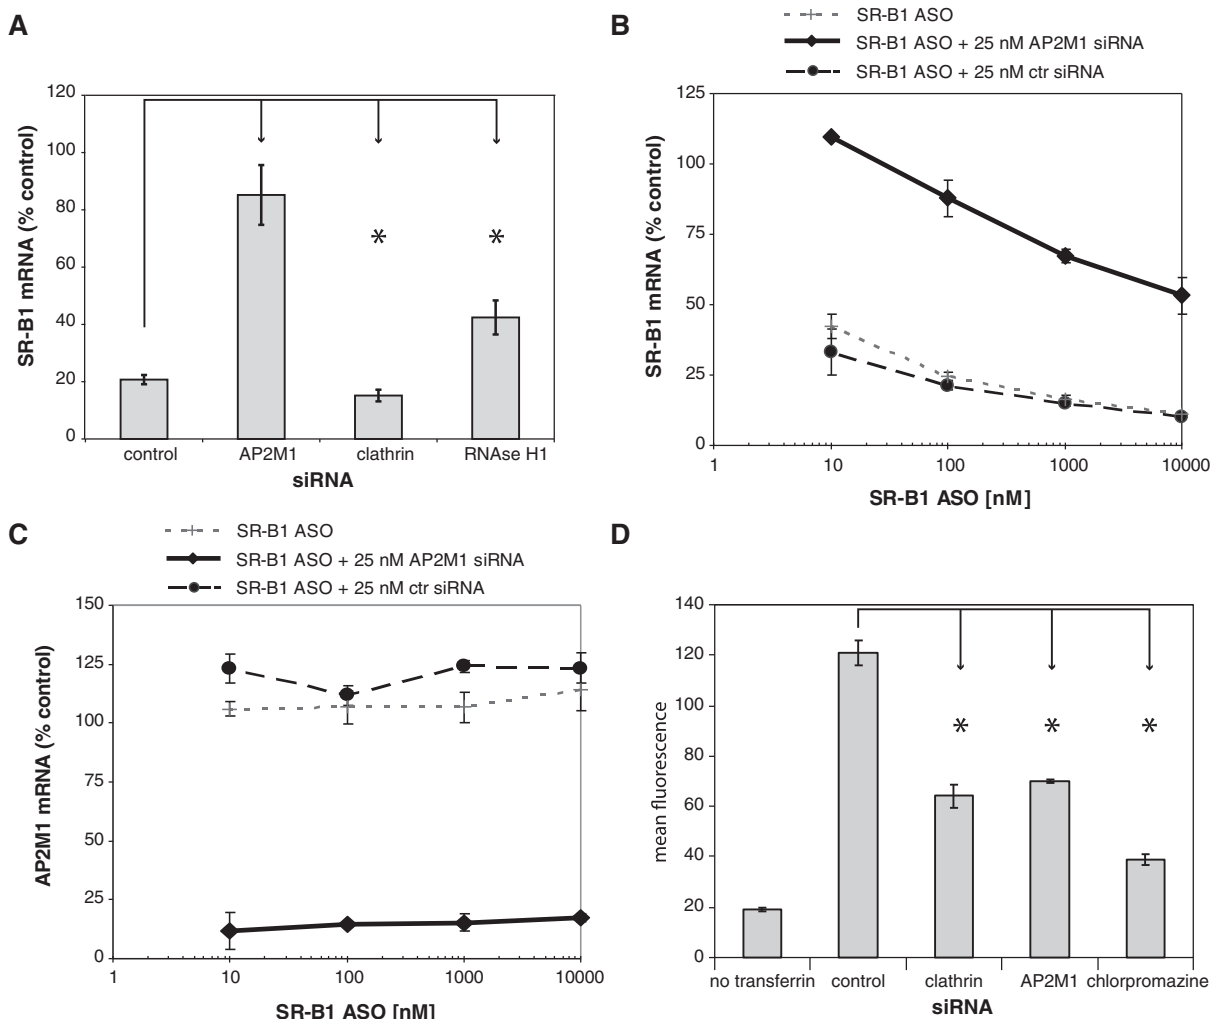 A
120
100
80
60
40
20
0
SR-B1 mRNA (% control)
*
*
control AP2M1 clathrin RNAse H1
siRNA
B
SR-B1 ASO
SR-B1 ASO + 25 nM AP2M1 siRNA
SR-B1 ASO + 25 nM ctr siRNA
125
100
75
50
25
0
SR-B1 mRNA (% control)
1 10 100 1000 10000
SR-B1 ASO [nM]
C
SR-B1 ASO
SR-B1 ASO + 25 nM AP2M1 siRNA
SR-B1 ASO + 25 nM ctr siRNA
150
125
100
75
50
25
0
AP2M1 mRNA (% control)
1 10 100 1000 10000
SR-B1 ASO [nM]
D
140
120
100
80
60
40
20
0
mean fluorescence
*
*
*
no transferrin control clathrin AP2M1 chlorpromazine
siRNA